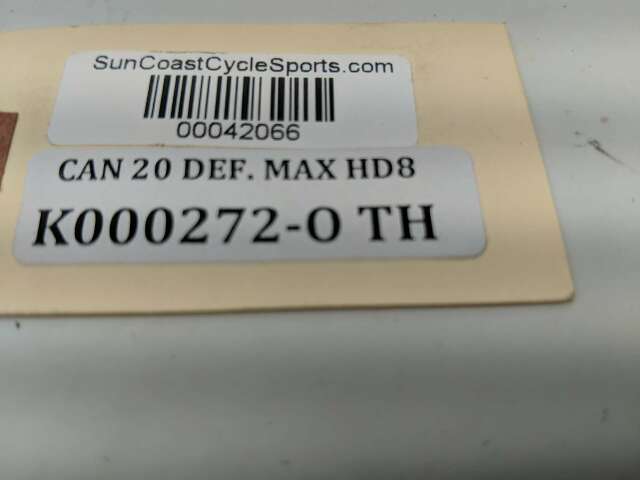 SunCoastCycleSports.com
00042066
CAN 20 DEF. MAX HD8
K000272-O TH